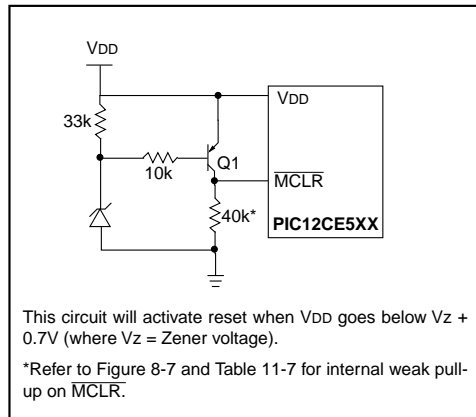 VDD
VDD
33k
Q1
10k
MCLR
40k*
PIC12CE5XX
This circuit will activate reset when VDD goes below Vz +
0.7V (where Vz = Zener voltage).
*Refer to Figure 8-7 and Table 11-7 for internal weak pull-
up on MCLR.